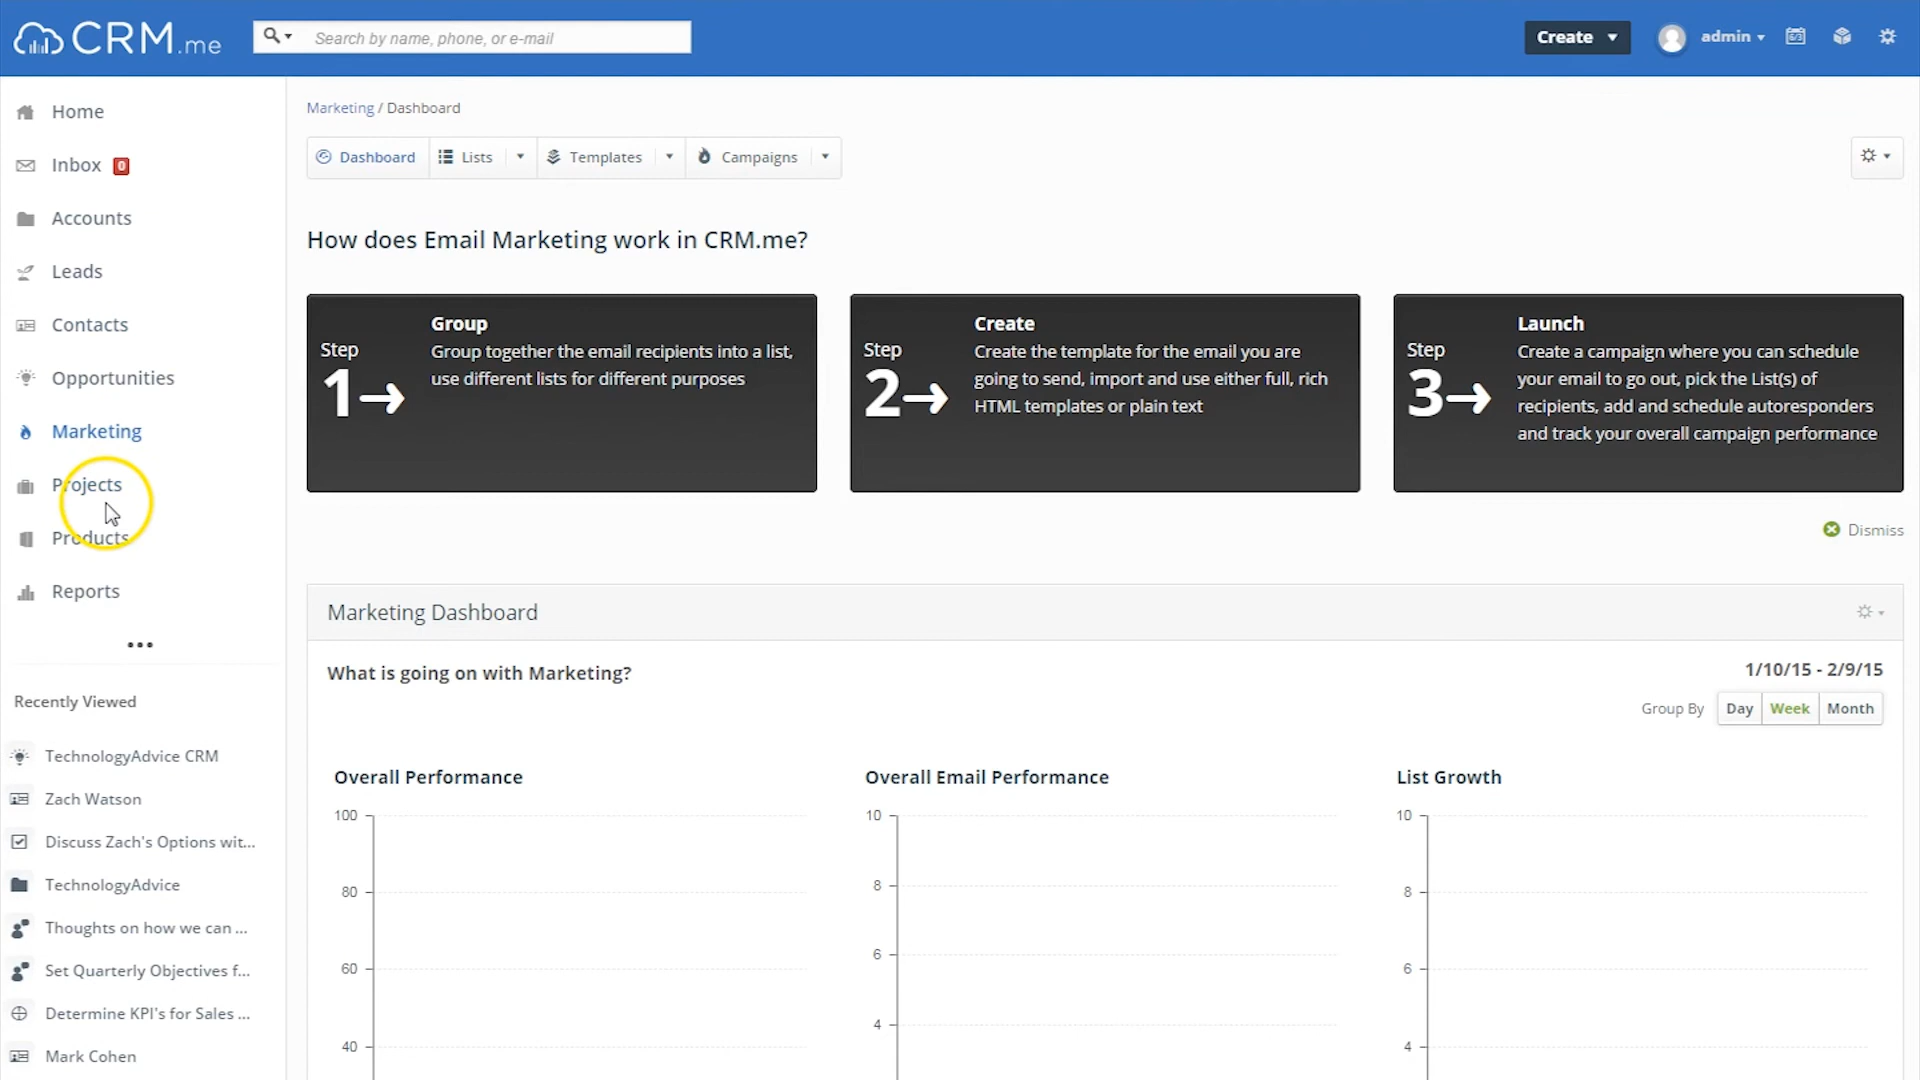 CRM.me
Search by name, phone, or e-mail
Create
admin
Home
Inbox 0
Accounts
Leads
Contacts
Opportunities
Marketing
Projects
Products
Reports
•••
Recently Viewed
TechnologyAdvice CRM
Zach Watson
Discuss Zach's Options wit...
TechnologyAdvice
Thoughts on how we can ...
Set Quarterly Objectives f...
Determine KPI's for Sales ...
Mark Cohen
Marketing / Dashboard
Dashboard
Lists
Templates
Campaigns
How does Email Marketing work in CRM.me?
Step
1
Group
Group together the email recipients into a list,
use different lists for different purposes
Step
2
Create
Create the template for the email you are
going to send, import and use either full, rich
HTML templates or plain text
Step
3
Launch
Create a campaign where you can schedule
your email to go out, pick the List(s) of
recipients, add and schedule autoresponders
and track your overall campaign performance
Dismiss
Marketing Dashboard
What is going on with Marketing?
1/10/15 - 2/9/15
Group By Day Week Month
Overall Performance
100
80
60
40
Overall Email Performance
10
8
6
4
List Growth
10
8
6
4